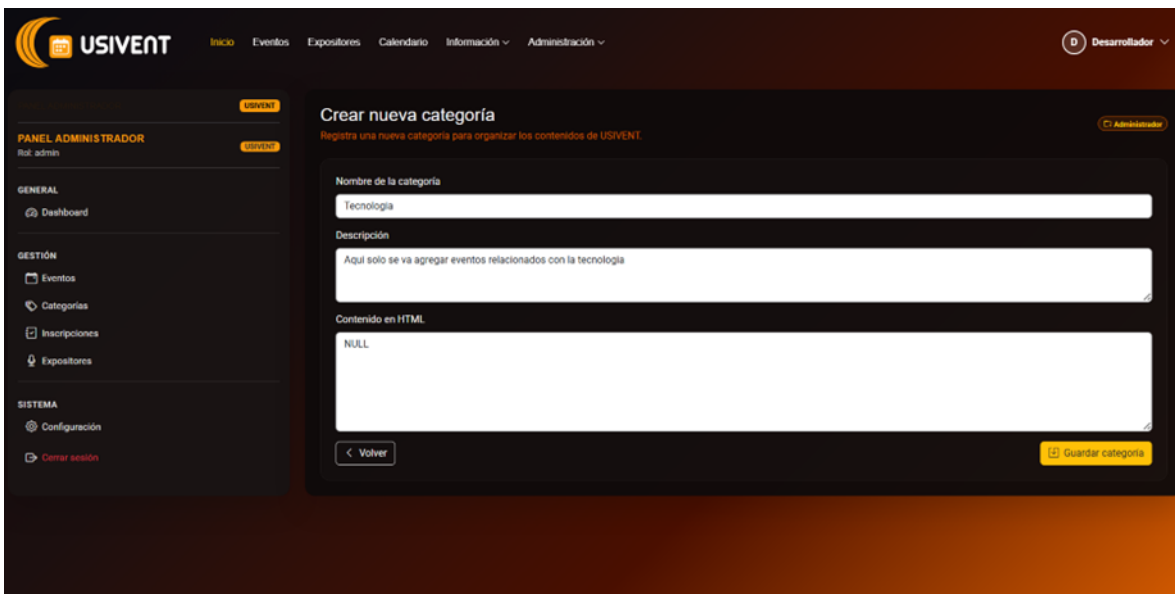 USIVENT
Inicio Eventos Expositores Calendario Información Administración
D Desarrollador
USIVENT
PANEL ADMINISTRADOR
Rol: admin
USIVENT
GENERAL
Dashboard
GESTIÓN
Eventos
Categorías
Inscripciones
Expositores
SISTEMA
Configuración
Cerrar sesión
Crear nueva categoría
Registra una nueva categoría para organizar los contenidos de USIVENT.
Administrador
Nombre de la categoría
Tecnologia
Descripción
Aqui solo se va agregar eventos relacionados con la tecnologia
Contenido en HTML
NULL
Volver
Guardar categoría